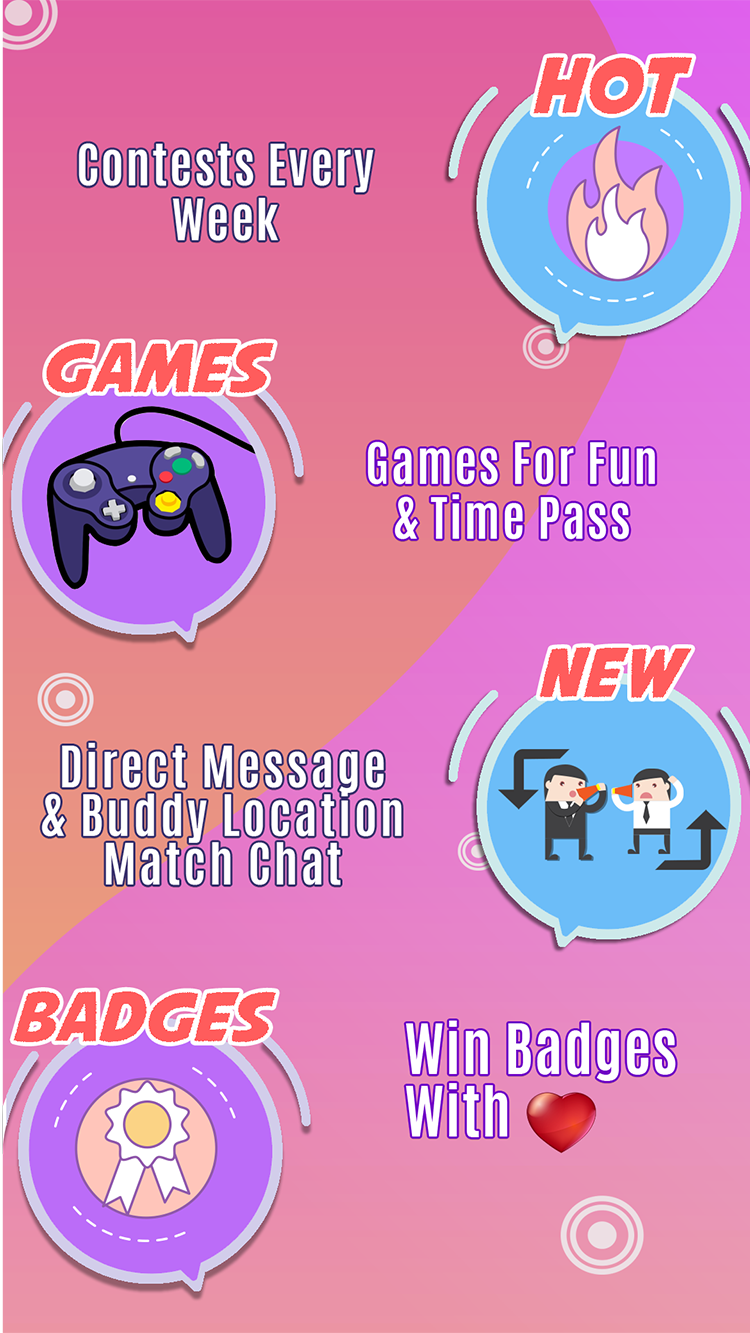 HOT
Contests Every
Week
GAMES
Games For Fun
& Time Pass
NEW
Direct Message
& Buddy Location
Match Chat
BADGES
Win Badges
With